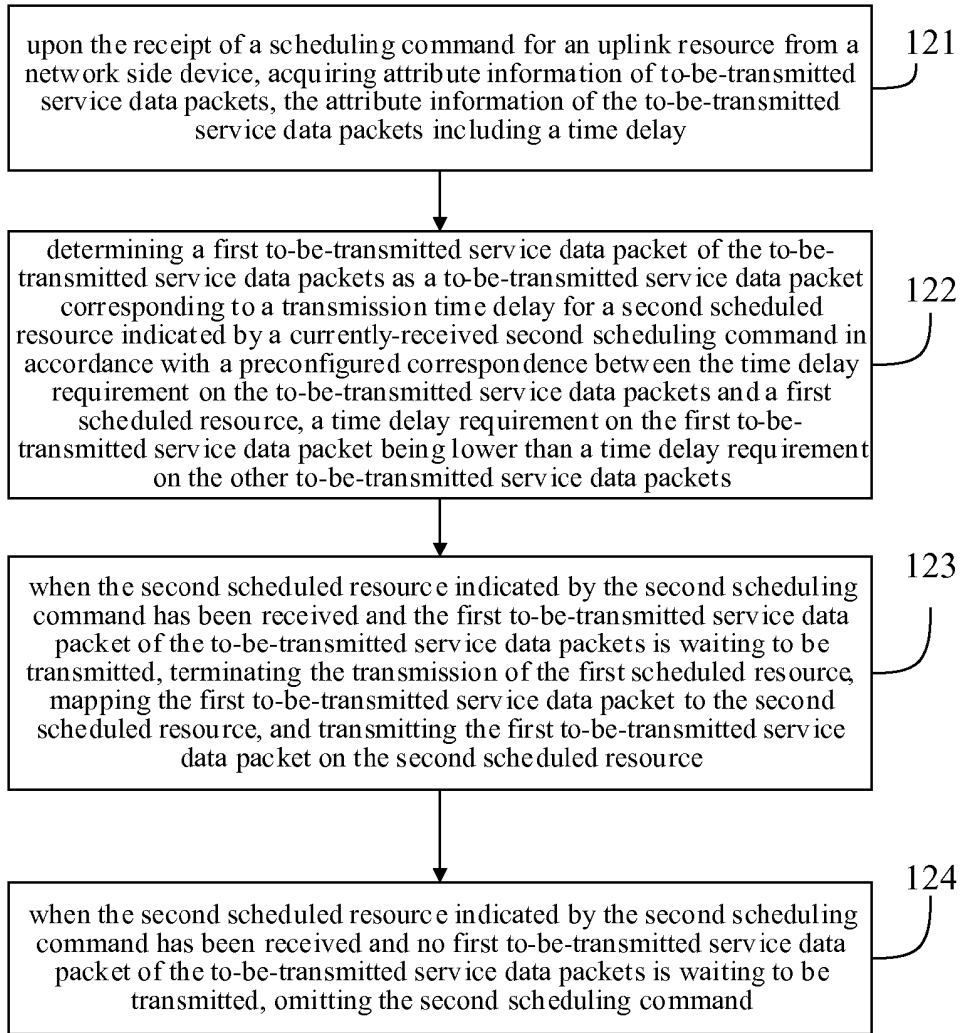 upon the receipt of a scheduling command for an uplink resource from a
network side device, acquiring attribute information of to-be-transmitted
service data packets, the attribute information of the to-be-transmitted
service data packets including a time delay
121
determining a first to-be-transmitted service data packet of the to-be-
transmitted service data packets as a to-be-transmitted service data packet
corresponding to a transmission time delay for a second scheduled
resource indicated by a currently-received second scheduling command in
accordance with a preconfigured correspondence between the time delay
requirement on the to-be-transmitted service data packets and a first
scheduled resource, a time delay requirement on the first to-be-
transmitted service data packet being lower than a time delay requirement
on the other to-be-transmitted service data packets
122
when the second scheduled resource indicated by the second scheduling
command has been received and the first to-be-transmitted service data
packet of the to-be-transmitted service data packets is waiting to be
transmitted, terminating the transmission of the first scheduled resource,
mapping the first to-be-transmitted service data packet to the second
scheduled resource, and transmitting the first to-be-transmitted service
data packet on the second scheduled resource
123
when the second scheduled resource indicated by the second scheduling
command has been received and no first to-be-transmitted service data
packet of the to-be-transmitted service data packets is waiting to be
transmitted, omitting the second scheduling command
124